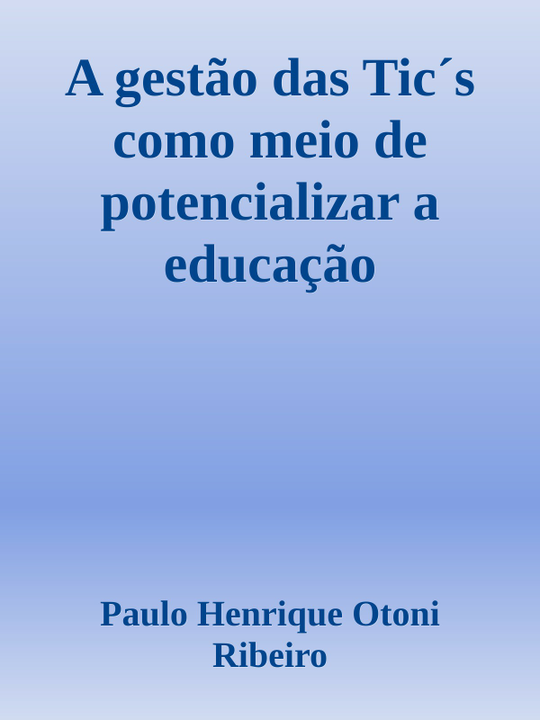 A gestão das Tic´s
como meio de
potencializar a
educação
Paulo Henrique Otoni
Ribeiro